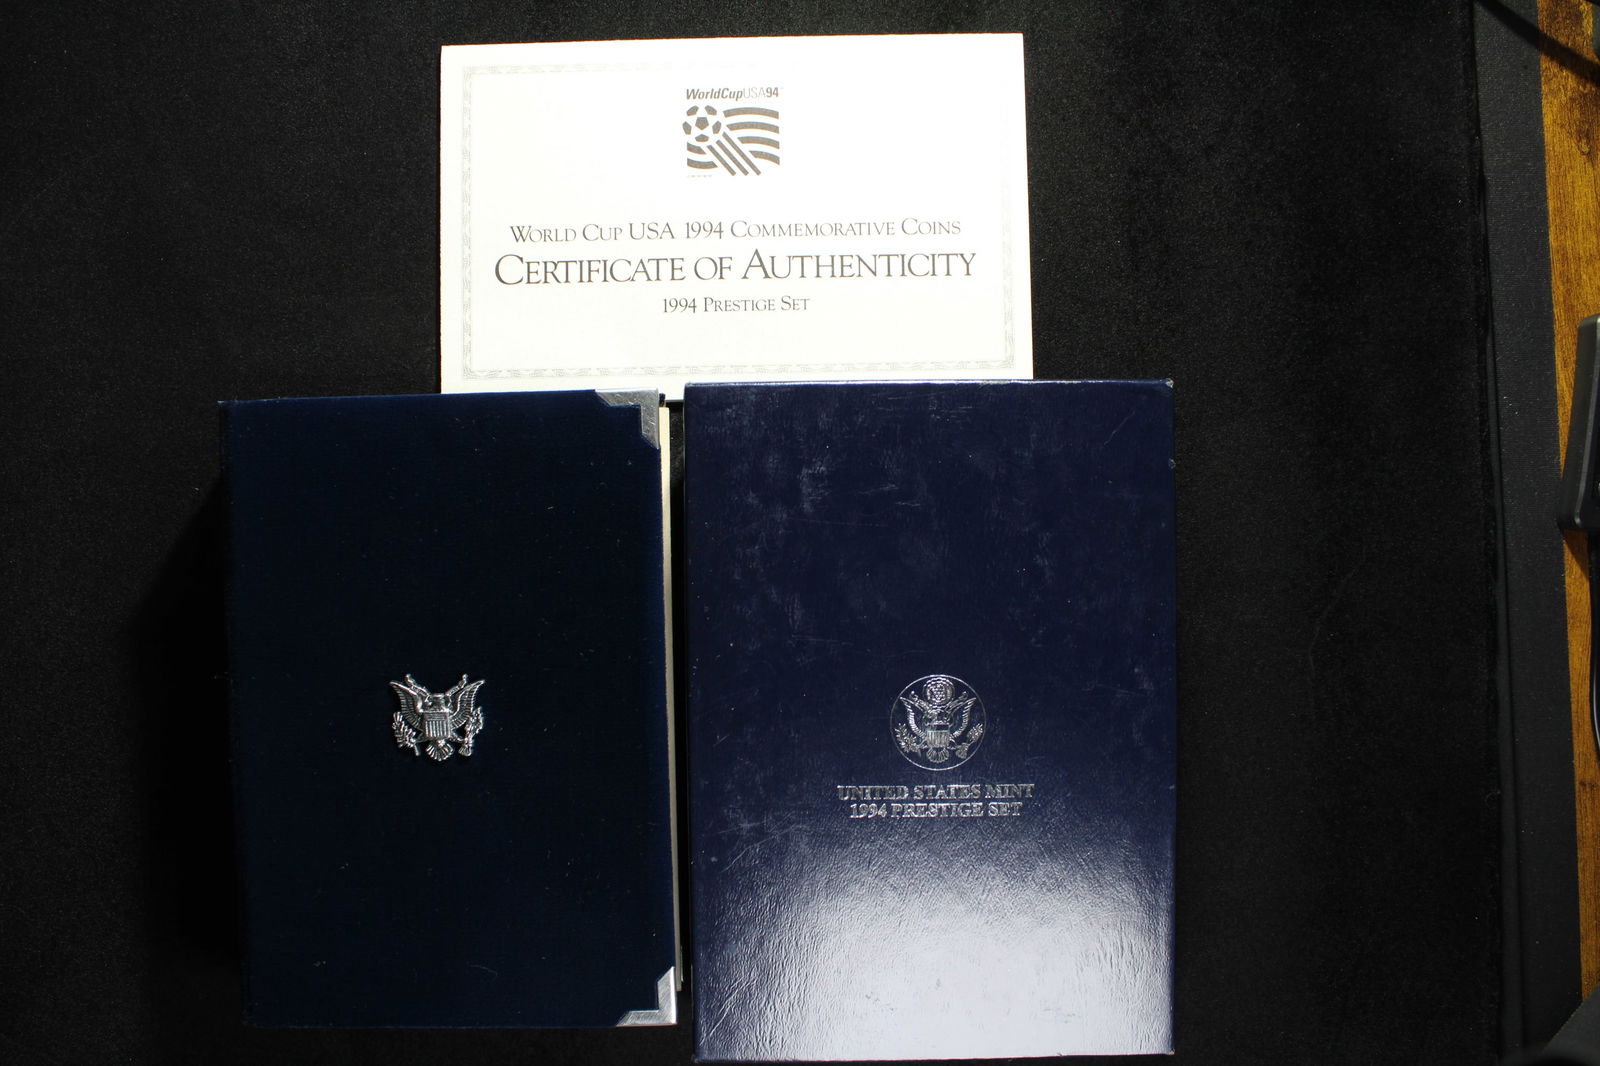 WorldCupUSA94
WORLD CUP USA 1994 COMMEMORATIVE COINS
CERTIFICATE OF AUTHENTICITY
1994 PRESTIGE SET
UNITED STATES MINT
1994 PRESTIGE SET